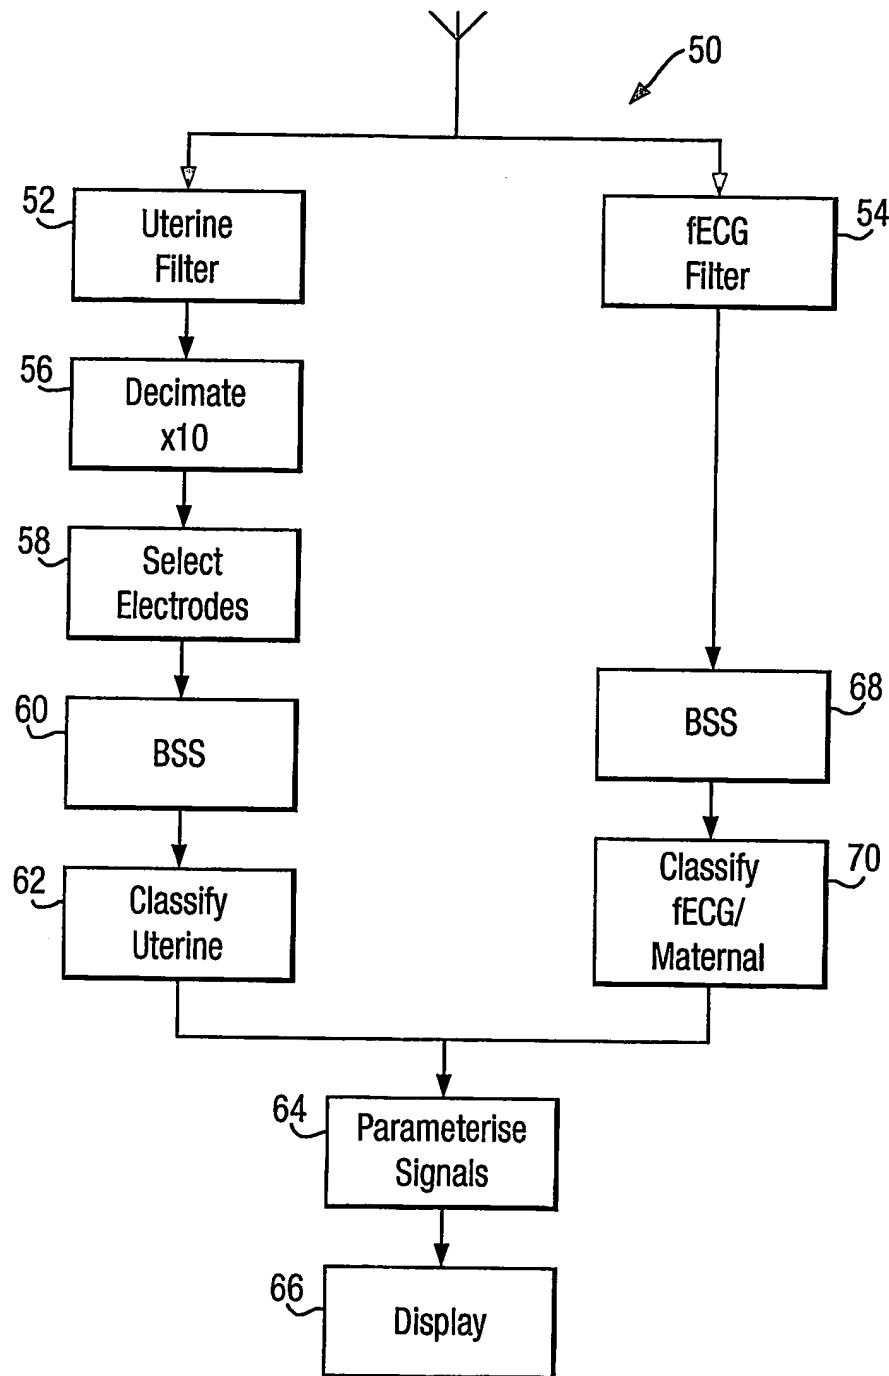 50
52
Uterine
Filter
54
fECG
Filter
56
Decimate
x10
58
Select
Electrodes
60
BSS
68
BSS
62
Classify
Uterine
70
Classify
fECG/
Maternal
64
Parameterise
Signals
66
Display